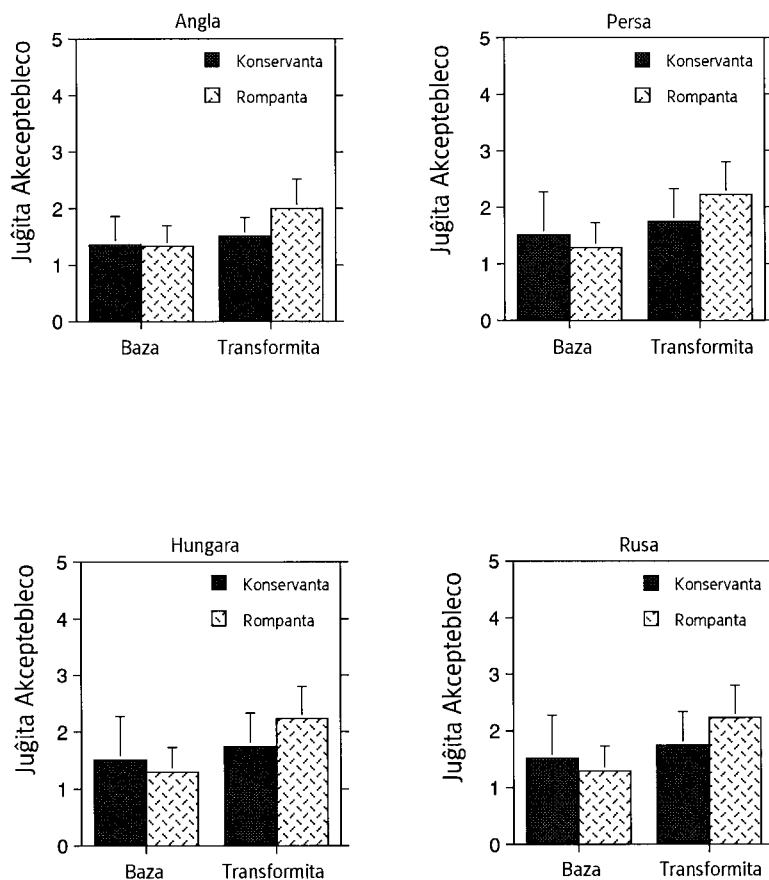 Angla
Juĝita Akeceptebleco
5
4
3
2
1
0
Konservanta
Rompanta
Baza
Transformita
Persa
Juĝita Akceptebleco
5
4
3
2
1
0
Konservanta
Rompanta
Baza
Transformita
Hungara
Juĝita Akceptebleco
5
4
3
2
1
0
Konservanta
Rompanta
Baza
Transformita
Rusa
Juĝita Akceptebleco
5
4
3
2
1
0
Konservanta
Rompanta
Baza
Transformita